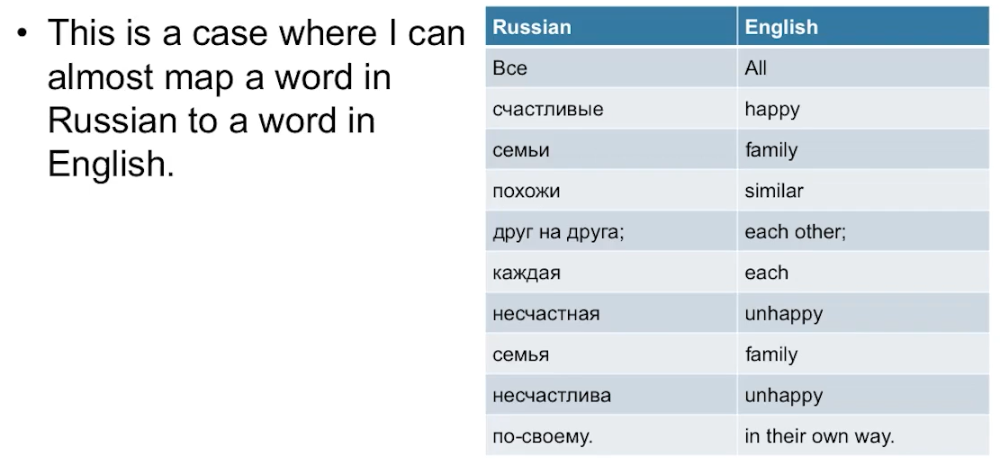 • This is a case where I can
almost map a word in
Russian to a word in
English.
Russian English
Все All
счастливые happy
семьи family
похожи similar
друг на друга; each other;
каждая each
несчастная unhappy
семья family
несчастлива unhappy
по-своему. in their own way.